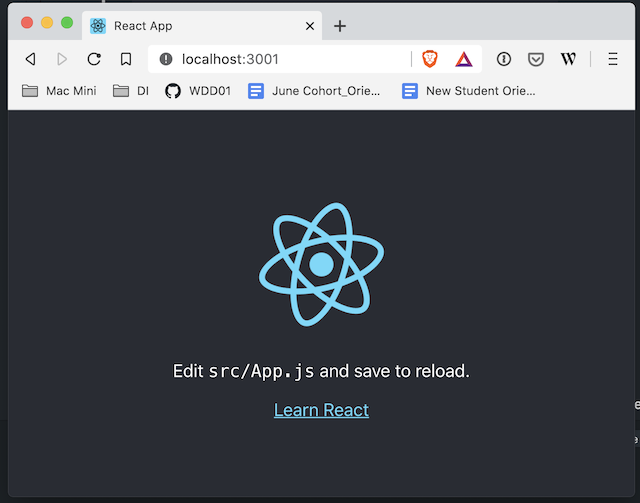 React App
localhost:3001
Mac Mini DI WDD01 June Cohort_Orie... New Student Orie...
Edit src/App.js and save to reload.
Learn React